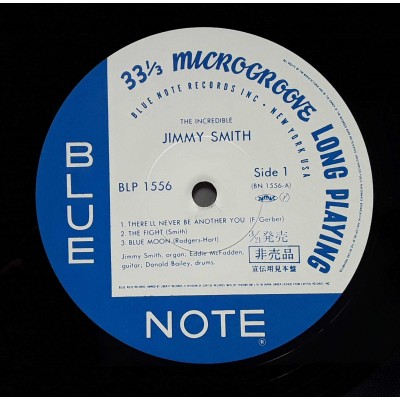 33⅓ MICROGROOVE LONG PLAYING
BLUE NOTE RECORDS INC · NEW YORK USA
THE INCREDIBLE
JIMMY SMITH
BLP 1556
Side 1
(BN 1556-A)
1 THERE'LL NEVER BE ANOTHER YOU (F. Gerber)
2. THE FIGHT (Smith)
3 BLUE MOON (Rodgers-Hart)
Jimmy Smith, organ, Eddie McFadden,
guitar, Donald Bailey, drums.
発売
非売品
宣伝用見本盤
BLUE
NOTE
®